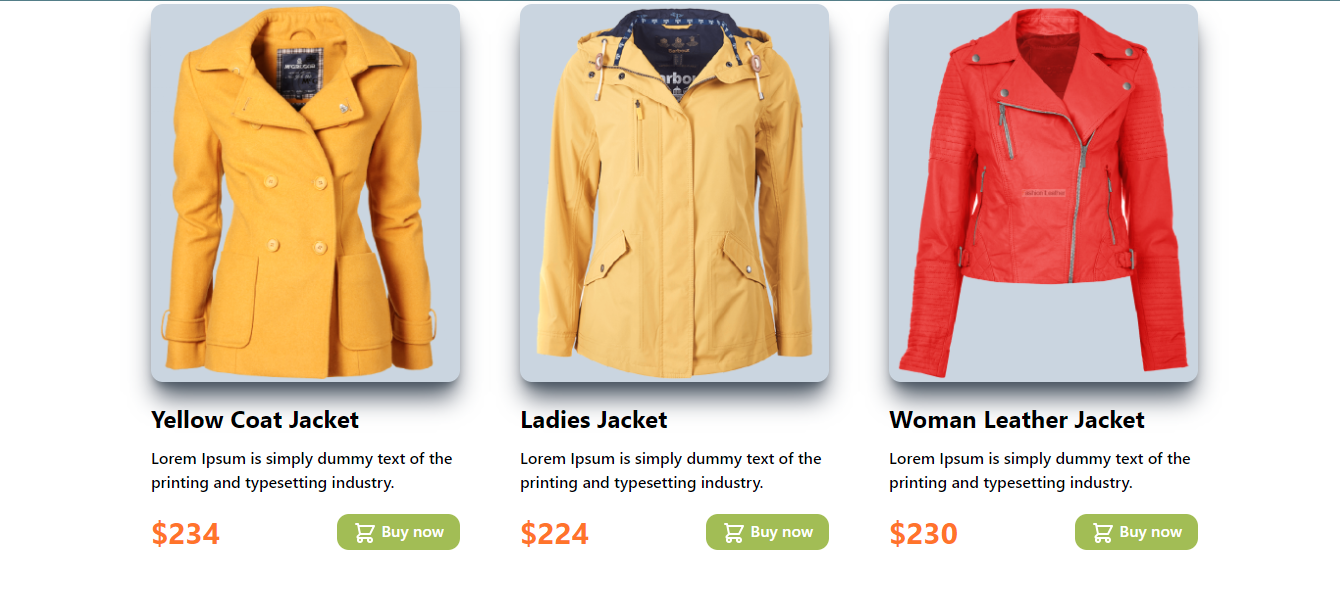 Yellow Coat Jacket
Lorem Ipsum is simply dummy text of the
printing and typesetting industry.
$234
Buy now
Ladies Jacket
Lorem Ipsum is simply dummy text of the
printing and typesetting industry.
$224
Buy now
Woman Leather Jacket
Lorem Ipsum is simply dummy text of the
printing and typesetting industry.
$230
Buy now